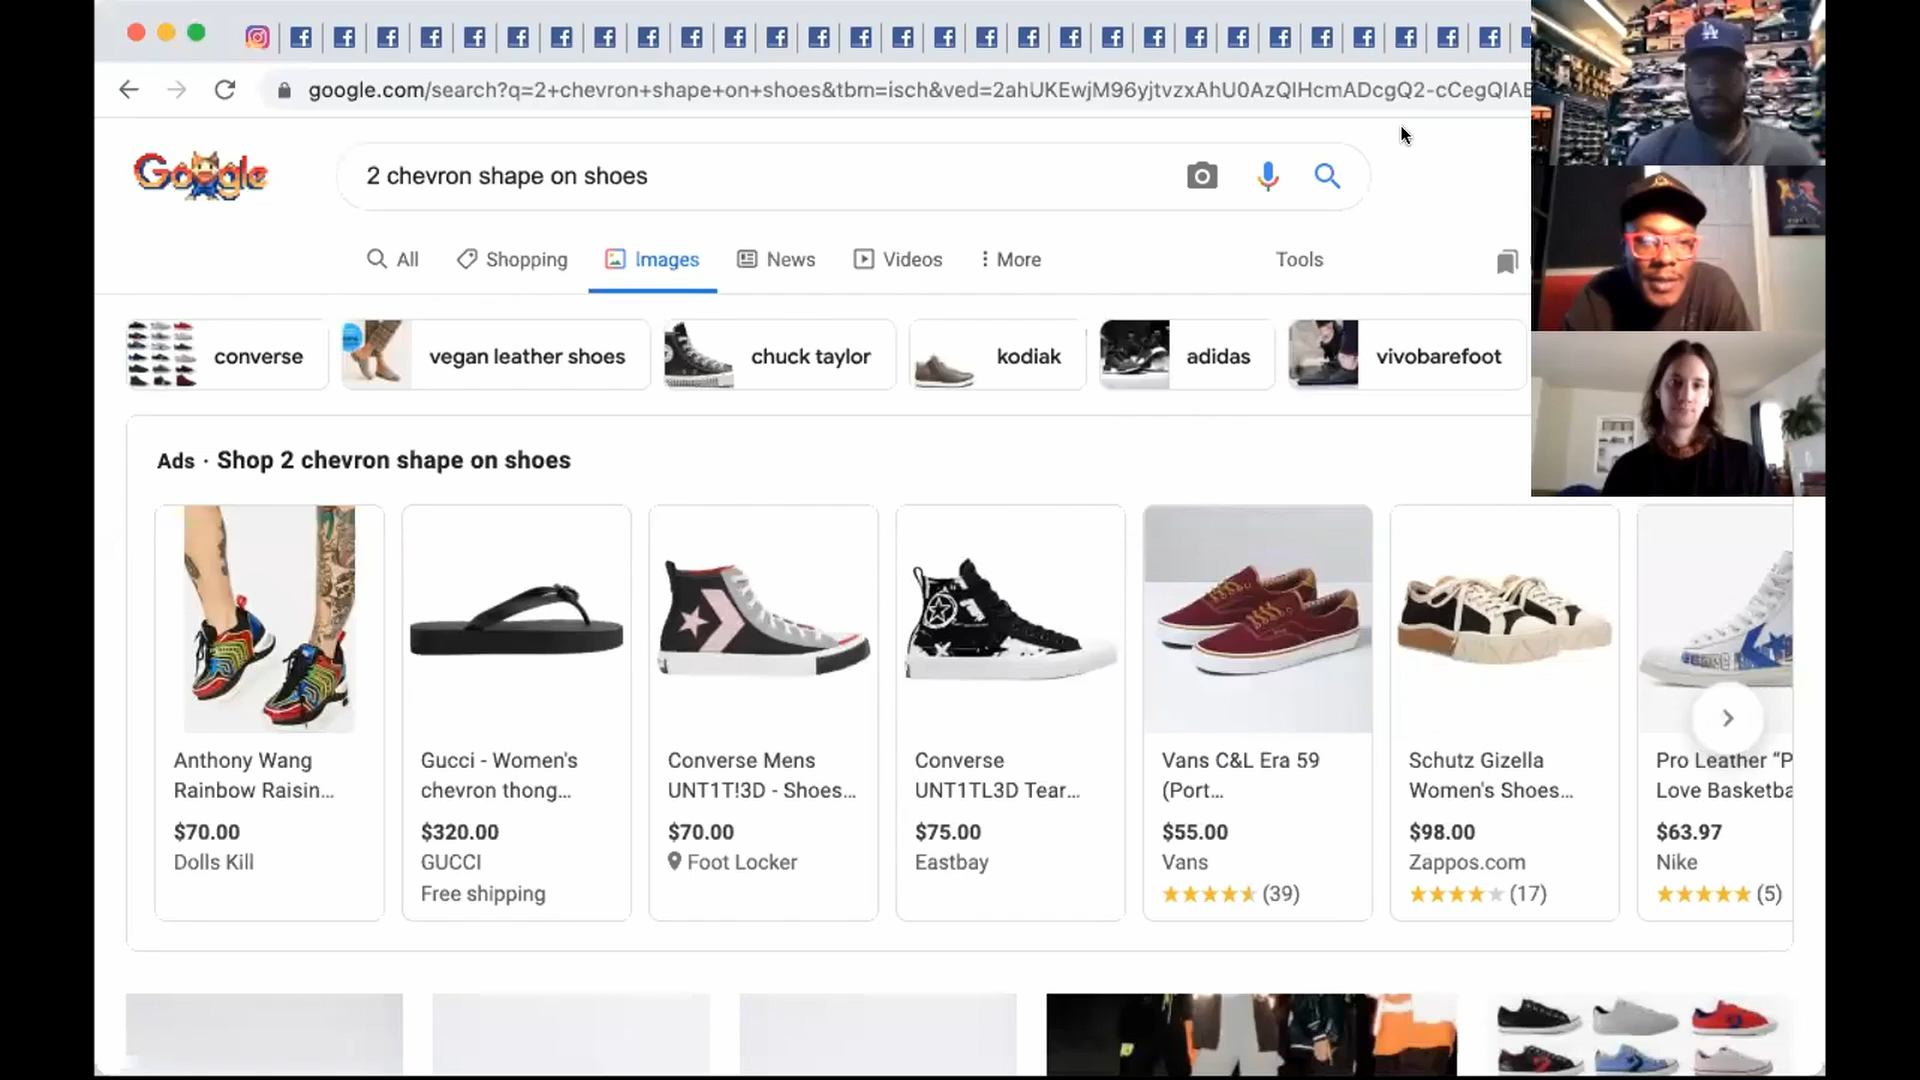 google.com/search?q=2+chevron+shape+on+shoes&tbm=isch&ved=2ahUKEwjM96yjtvzxAhU0AzQIHcmADcgQ2-cCegQIAE
Google
2 chevron shape on shoes
All Shopping Images News Videos More Tools
converse vegan leather shoes chuck taylor kodiak adidas vivobarefoot
Ads · Shop 2 chevron shape on shoes
Anthony Wang
Rainbow Raisin...
$70.00
Dolls Kill
Gucci - Women's
chevron thong...
$320.00
GUCCI
Free shipping
Converse Mens
UNT1T!3D - Shoes...
$70.00
Foot Locker
Converse
UNT1TL3D Tear...
$75.00
Eastbay
Vans C&L Era 59
(Port...
$55.00
Vans
(39)
Schutz Gizella
Women's Shoes...
$98.00
Zappos.com
(17)
Pro Leather “P
Love Basketba
$63.97
Nike
(5)